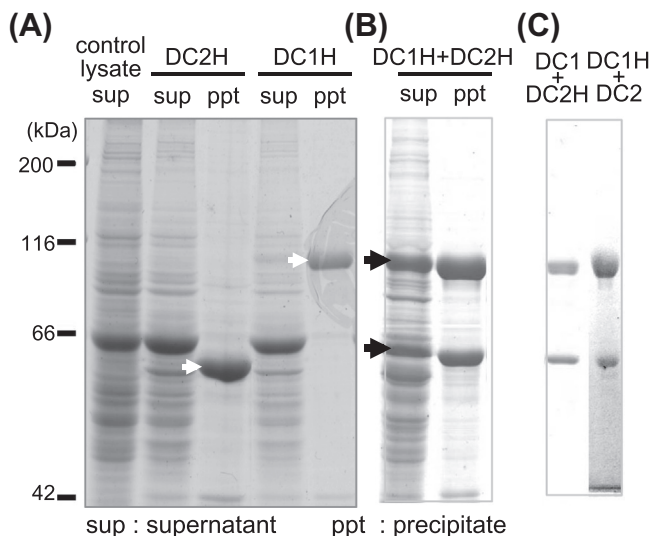 (A) (B) (C)
control lysate DC2H DC1H DC1H+DC2H DC1 + DC2H DC1H + DC2
sup sup ppt sup ppt sup ppt
(kDa)
200
116
66
42
sup : supernatant ppt : precipitate